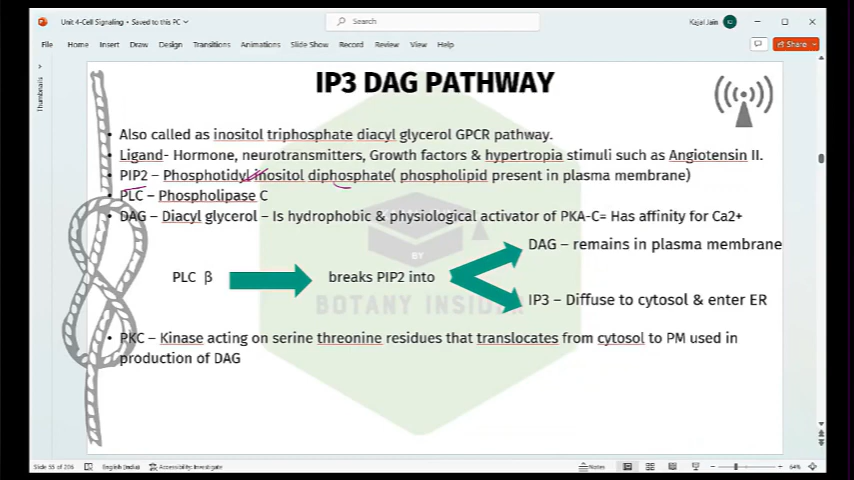 Unit 4-Cell Signaling • Saved to this PC
Search
Kajal Jain
File Home Insert Draw Design Transitions Animations Slide Show Record Review View Help
Share
Thumbnails
IP3 DAG PATHWAY
• Also called as inositol triphosphate diacyl glycerol GPCR pathway.
• Ligand- Hormone, neurotransmitters, Growth factors & hypertropia stimuli such as Angiotensin II.
• PIP2 – Phosphotidyl inositol diphosphate( phospholipid present in plasma membrane)
• PLC – Phospholipase C
• DAG – Diacyl glycerol – Is hydrophobic & physiological activator of PKA-C= Has affinity for Ca2+
DAG – remains in plasma membrane
PLC β
breaks PIP2 into
IP3 – Diffuse to cytosol & enter ER
BY
BOTANY INSIDER
• PKC – Kinase acting on serine threonine residues that translocates from cytosol to PM used in
production of DAG
Slide 55 of 206
English (India)
Accessibility: Investigate
Notes
64%